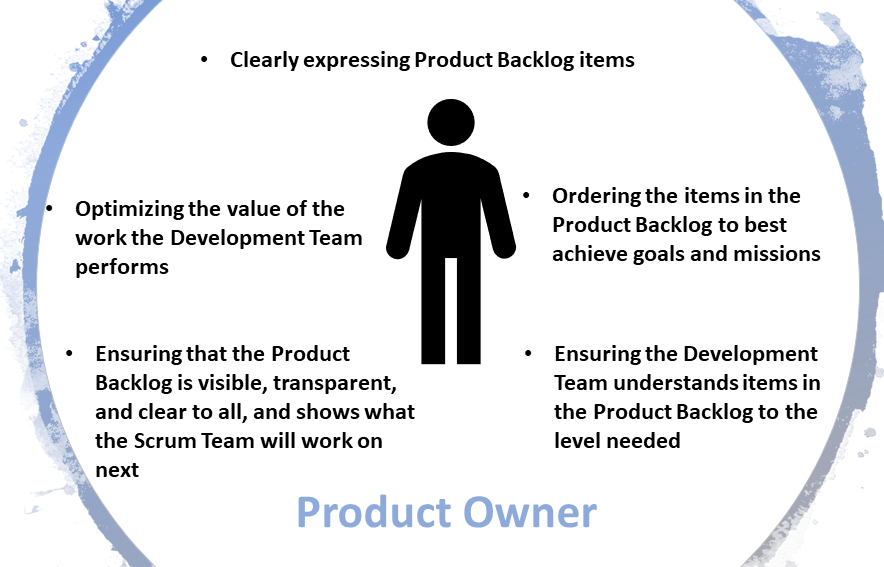 • Clearly expressing Product Backlog items
• Optimizing the value of the
work the Development Team
performs
• Ordering the items in the
Product Backlog to best
achieve goals and missions
• Ensuring that the Product
Backlog is visible, transparent,
and clear to all, and shows what
the Scrum Team will work on
next
• Ensuring the Development
Team understands items in
the Product Backlog to the
level needed
Product Owner